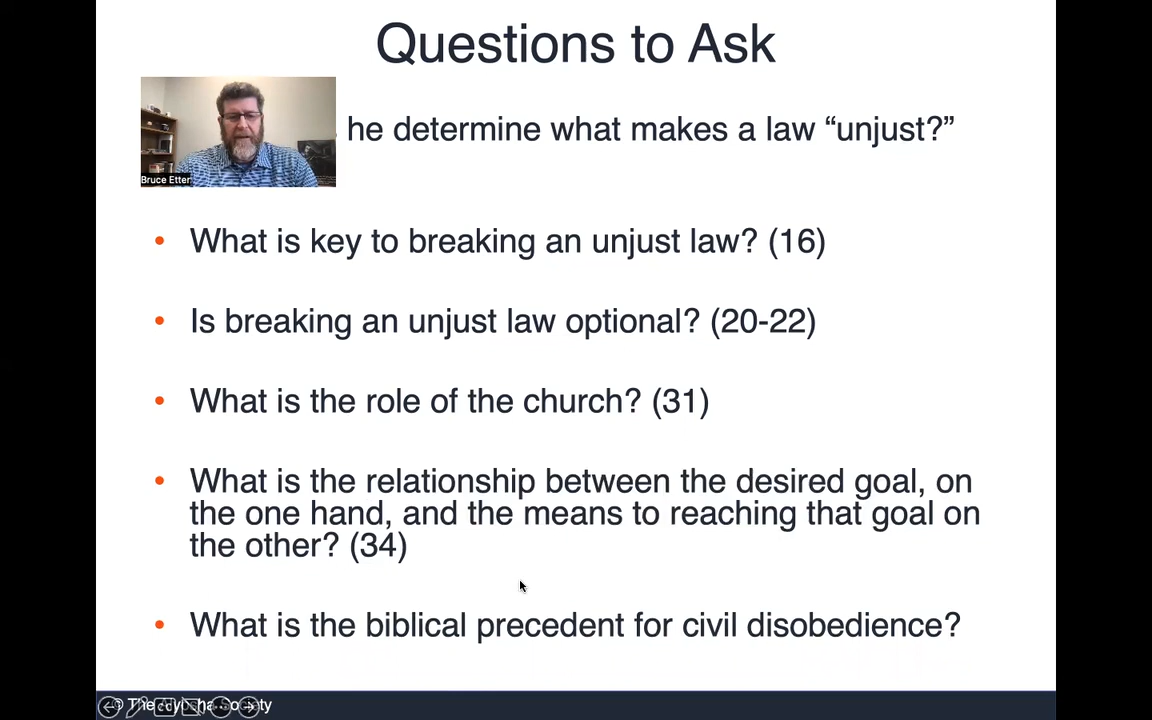 Questions to Ask
he determine what makes a law “unjust?”
Bruce Etter
• What is key to breaking an unjust law? (16)
• Is breaking an unjust law optional? (20-22)
• What is the role of the church? (31)
• What is the relationship between the desired goal, on
the one hand, and the means to reaching that goal on
the other? (34)
• What is the biblical precedent for civil disobedience?
© The Alyosha Society